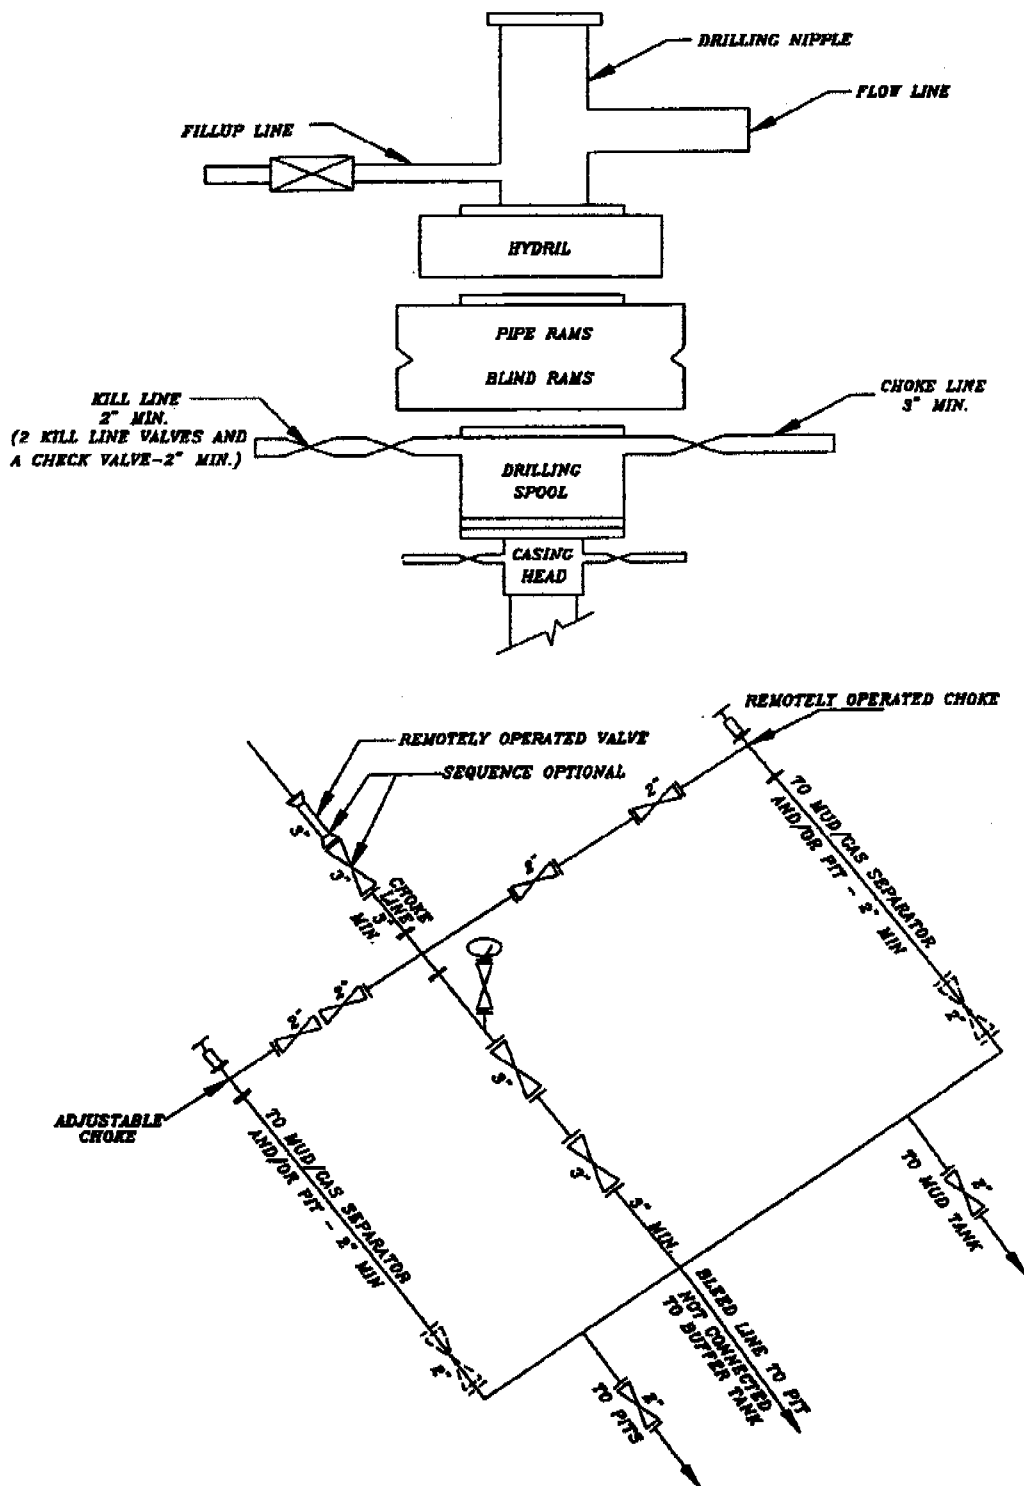 DRILLING NIPPLE
FLOW LINE
FILLUP LINE
HYDRIL
PIPE RAMS
BLIND RAMS
KILL LINE
2" MIN.
(2 KILL LINE VALVES AND
A CHECK VALVE-2" MIN.)
CHOKE LINE
3" MIN.
DRILLING
SPOOL
CASING
HEAD
REMOTELY OPERATED CHOKE
REMOTELY OPERATED VALVE
SEQUENCE OPTIONAL
3"
3"
CHOKE
LINE
3"
MIN.
2"
2"
TO MUD/GAS SEPARATOR
AND/OR PIT - 2" MIN
2"
2"
2"
3"
ADJUSTABLE
CHOKE
TO MUD/GAS SEPARATOR
AND/OR PIT - 2" MIN
2"
3"
3" MIN.
2"
TO MUD TANK
BLEED LINE TO PIT
NOT CONNECTED
TO BUFFER TANK
2"
TO PITS